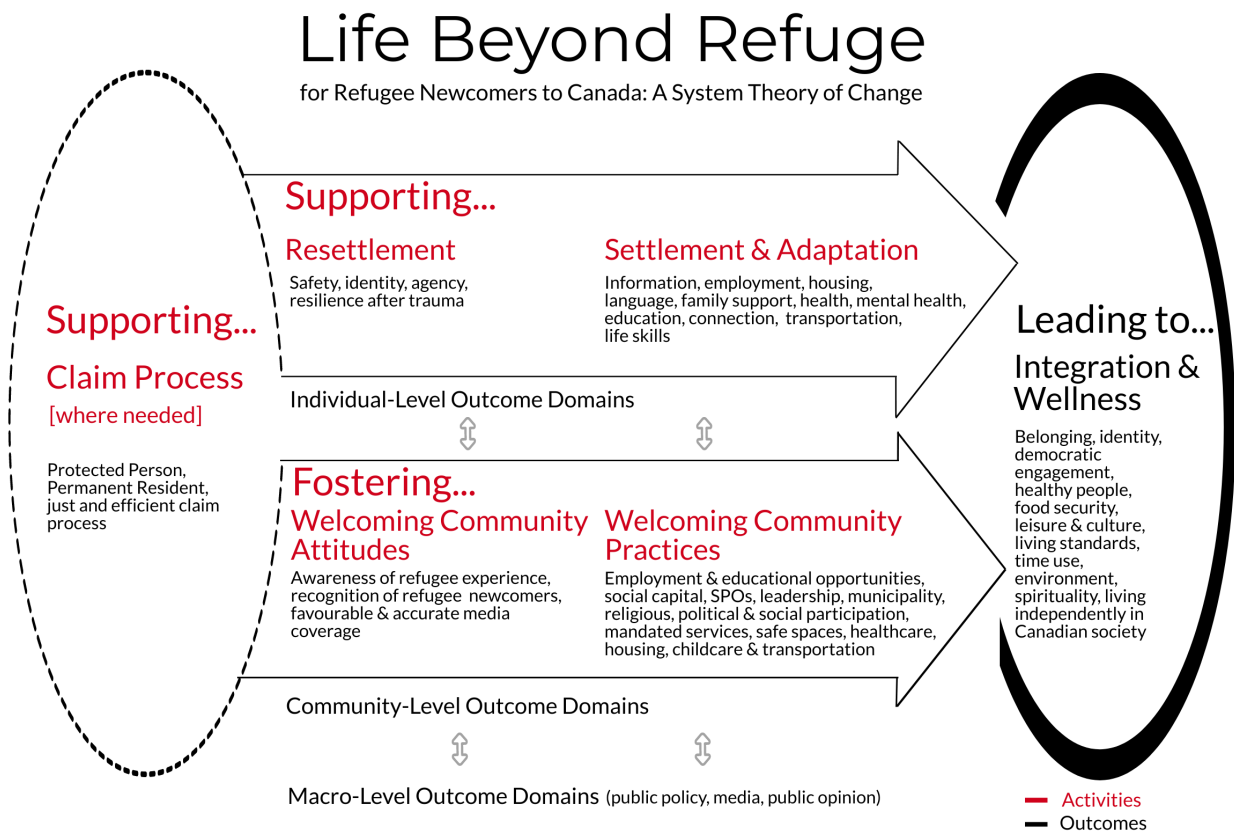 Life Beyond Refuge
for Refugee Newcomers to Canada: A System Theory of Change
Supporting...
Claim Process
[where needed]
Protected Person,
Permanent Resident,
just and efficient claim
process
Supporting...
Resettlement
Safety, identity, agency,
resilience after trauma
Settlement & Adaptation
Information, employment, housing,
language, family support, health, mental health,
education, connection, transportation,
life skills
Individual-Level Outcome Domains
Fostering...
Welcoming Community
Attitudes
Awareness of refugee experience,
recognition of refugee newcomers,
favourable & accurate media
coverage
Welcoming Community
Practices
Employment & educational opportunities,
social capital, SPOs, leadership, municipality,
religious, political & social participation,
mandated services, safe spaces, healthcare,
housing, childcare & transportation
Community-Level Outcome Domains
Macro-Level Outcome Domains (public policy, media, public opinion)
Leading to...
Integration &
Wellness
Belonging, identity,
democratic
engagement,
healthy people,
food security,
leisure & culture,
living standards,
time use,
environment,
spirituality, living
independently in
Canadian society
Activities
Outcomes